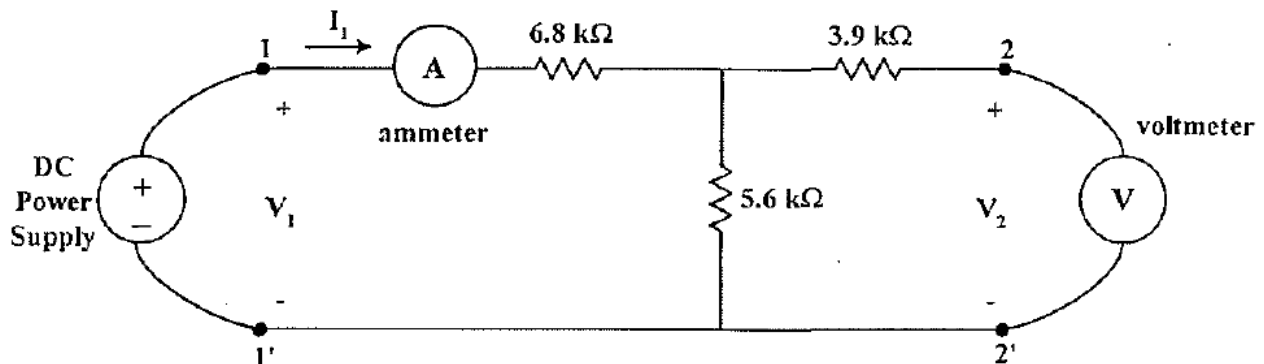 I₁
6.8 kΩ
3.9 kΩ
1
A
2
+
ammeter
+
voltmeter
DC
Power
Supply
+
−
V₁
5.6 kΩ
V₂
V
-
-
1'
2'